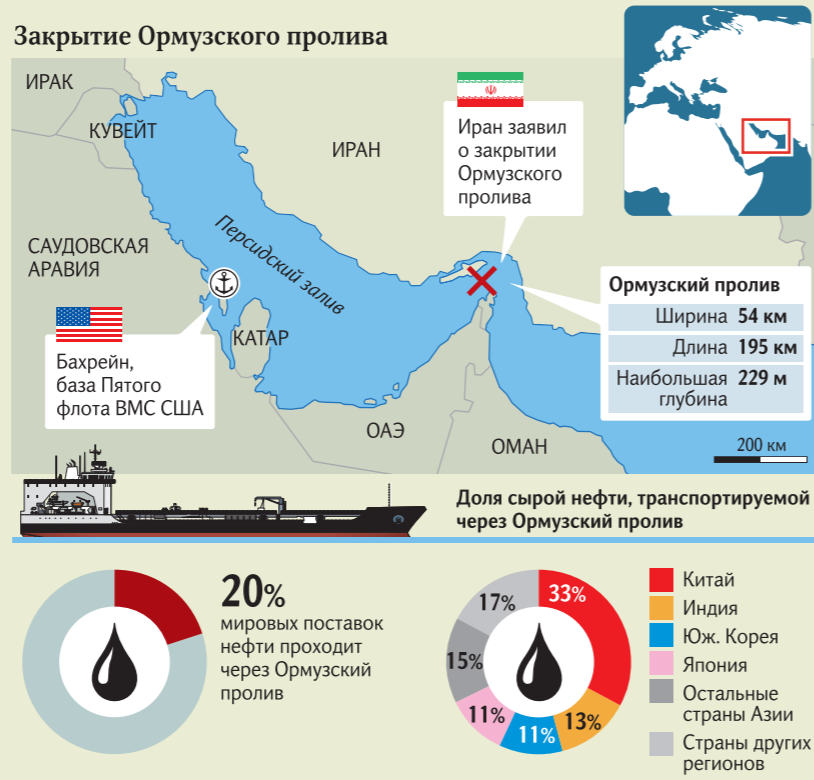 Закрытие Ормузского пролива
ИРАК
КУВЕЙТ
ИРАН
Иран заявил
о закрытии
Ормузского
пролива
САУДОВСКАЯ
АРАВИЯ
Персидский залив
КАТАР
Бахрейн,
база Пятого
флота ВМС США
ОАЭ
ОМАН
Ормузский пролив
Ширина 54 км
Длина 195 км
Наибольшая 229 м
глубина
200 км
Доля сырой нефти, транспортируемой
через Ормузский пролив
20%
мировых поставок
нефти проходит
через Ормузский
пролив
33%
13%
11%
11%
15%
17%
Китай
Индия
Юж. Корея
Япония
Остальные
страны Азии
Страны других
регионов